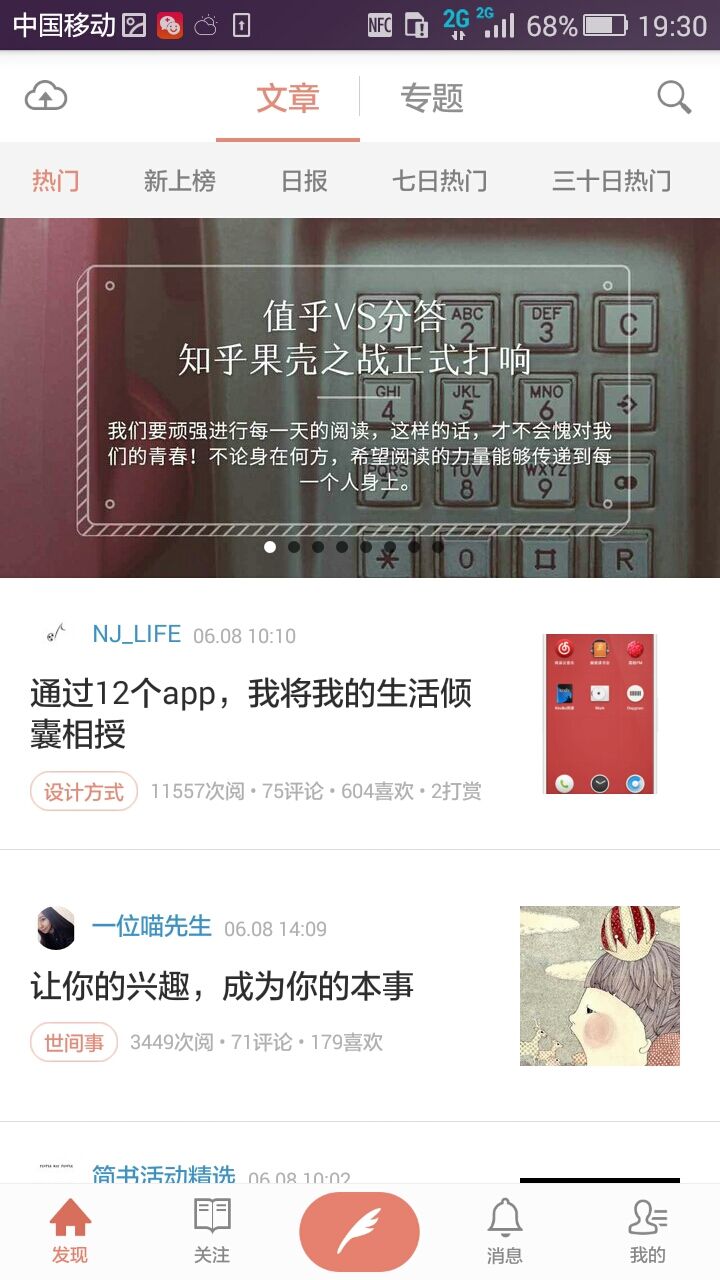 中国移动 NFC 2G 2G 68% 19:30
文章 专题
热门 新上榜 日报 七日热门 三十日热门
值乎VS分答
知乎果壳之战正式打响
我们要顽强进行每一天的阅读，这样的话，才不会愧对我
们的青春！不论身在何方，希望阅读的力量能够传递到每
一个人身上。
ABC 2 DEF 3 C
GHI 4 JKL 5 MNO 6
PQRS 7 TUV 8 WXYZ 9
* 0 R
NJ_LIFE 06.08 10:10
通过12个app，我将我的生活倾
囊相授
设计方式 11557次阅 • 75评论 • 604喜欢 • 2打赏
一位喵先生 06.08 14:09
让你的兴趣，成为你的本事
世间事 3449次阅 • 71评论 • 179喜欢
简书活动精选 06.08 10:02
发现 关注 消息 我的